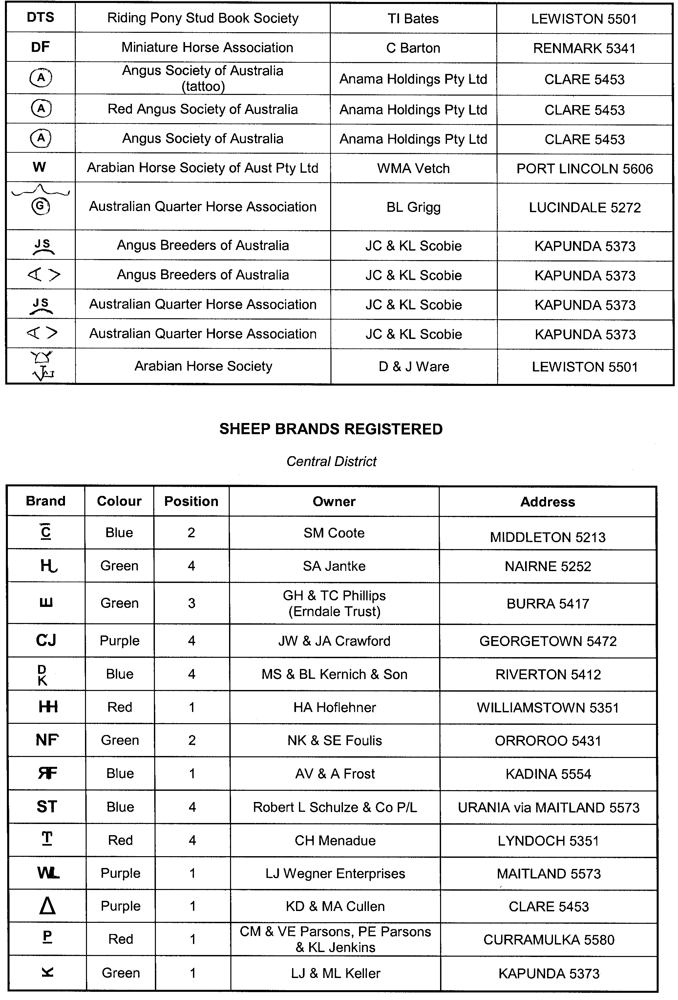 DTS Riding Pony Stud Book Society TI Bates LEWISTON 5501
DF Miniature Horse Association C Barton RENMARK 5341
A Angus Society of Australia
(tattoo) Anama Holdings Pty Ltd CLARE 5453
A Red Angus Society of Australia Anama Holdings Pty Ltd CLARE 5453
A Angus Society of Australia Anama Holdings Pty Ltd CLARE 5453
W Arabian Horse Society of Aust Pty Ltd WMA Vetch PORT LINCOLN 5606
G Australian Quarter Horse Association BL Grigg LUCINDALE 5272
JS Angus Breeders of Australia JC & KL Scobie KAPUNDA 5373
Angus Breeders of Australia JC & KL Scobie KAPUNDA 5373
JS Australian Quarter Horse Association JC & KL Scobie KAPUNDA 5373
Australian Quarter Horse Association JC & KL Scobie KAPUNDA 5373
Arabian Horse Society D & J Ware LEWISTON 5501
SHEEP BRANDS REGISTERED
Central District
Brand Colour Position Owner Address
C Blue 2 SM Coote MIDDLETON 5213
H Green 4 SA Jantke NAIRNE 5252
E Green 3 GH & TC Phillips
(Erndale Trust) BURRA 5417
CJ Purple 4 JW & JA Crawford GEORGETOWN 5472
D
K Blue 4 MS & BL Kernich & Son RIVERTON 5412
HH Red 1 HA Hoflehner WILLIAMSTOWN 5351
NF Green 2 NK & SE Foulis ORROROO 5431
RF Blue 1 AV & A Frost KADINA 5554
ST Blue 4 Robert L Schulze & Co P/L URANIA via MAITLAND 5573
T Red 4 CH Menadue LYNDOCH 5351
WL Purple 1 LJ Wegner Enterprises MAITLAND 5573
Δ Purple 1 KD & MA Cullen CLARE 5453
P Red 1 CM & VE Parsons, PE Parsons
& KL Jenkins CURRAMULKA 5580
K Green 1 LJ & ML Keller KAPUNDA 5373